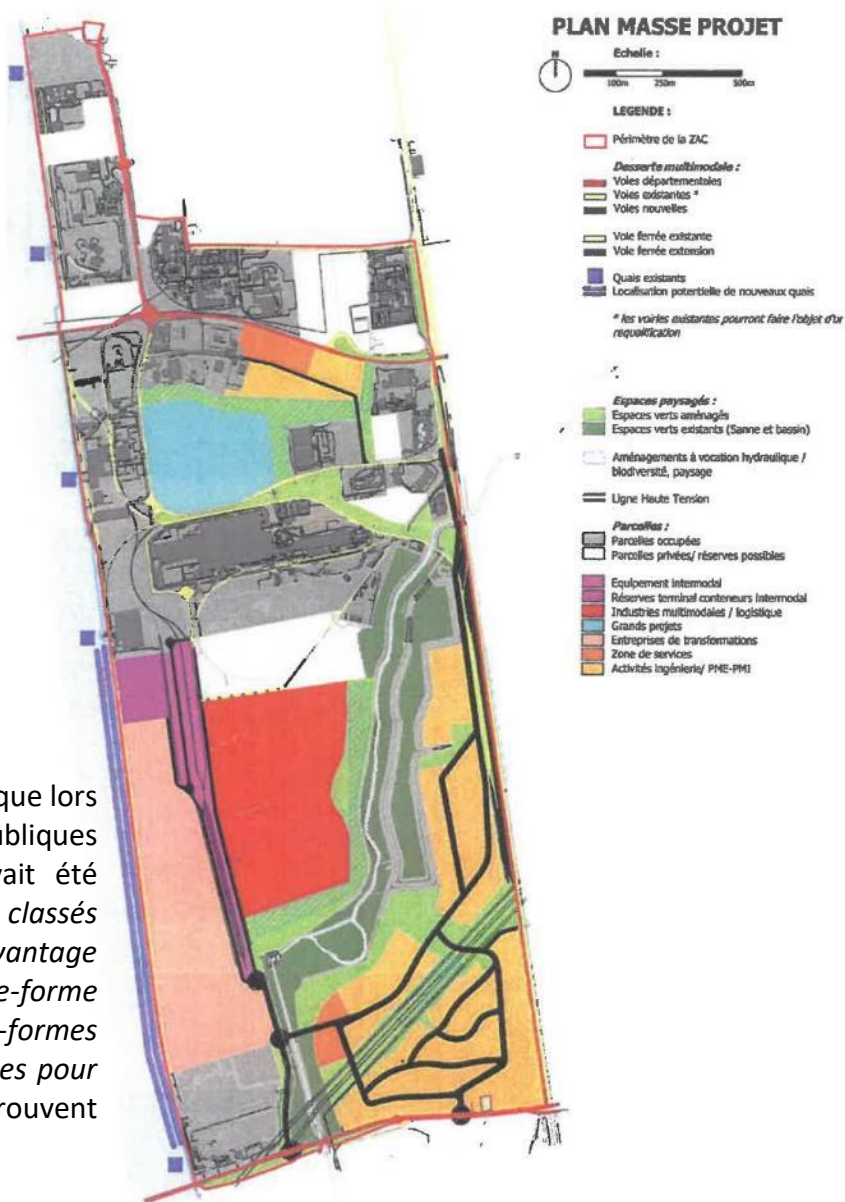 PLAN MASSE PROJET
Echelle :
N
100m 250m 500m
LEGENDE :
Périmètre de la ZAC
Desserte multimodale :
Voies départementales
Voies existantes *
Voies nouvelles
Voie ferrée existante
Voie ferrée extension
Quais existants
Localisation potentielle de nouveaux quais
* les voiries existantes pourront faire l'objet d'un
requalification
Espaces paysagés :
Espaces verts aménagés
Espaces verts existants (Sanne et bassin)
Aménagements à vocation hydraulique /
biodiversité, paysage
Ligne Haute Tension
Parcelles :
Parcelles occupées
Parcelles privées/ réserves possibles
Equipement intermodal
Réserves terminal conteneurs intermodal
Industries multimodales / logistique
Grands projets
Entreprises de transformations
Zone de services
Activités ingénierie/ PME-PMI
que lors
ubliques
vait été
classés
vantage
e-forme
-formes
es pour
rouvent